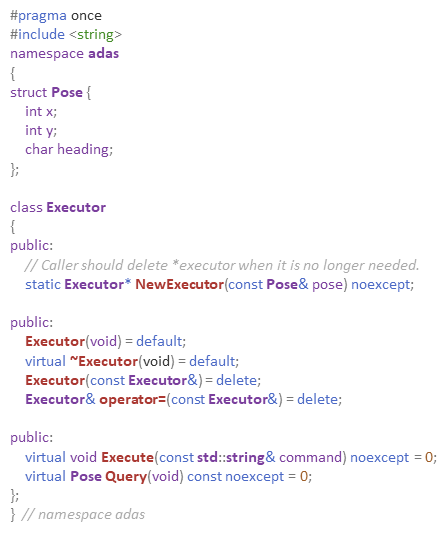 #pragma once
#include <string>
namespace adas
{
struct Pose {
    int x;
    int y;
    char heading;
};

class Executor
{
public:
    // Caller should delete *executor when it is no longer needed.
    static Executor* NewExecutor(const Pose& pose) noexcept;

public:
    Executor(void) = default;
    virtual ~Executor(void) = default;
    Executor(const Executor&) = delete;
    Executor& operator=(const Executor&) = delete;

public:
    virtual void Execute(const std::string& command) noexcept = 0;
    virtual Pose Query(void) const noexcept = 0;
};
} // namespace adas